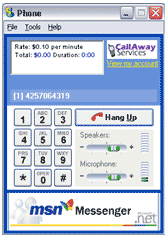 Phone
File Tools Help
Rate: $0.10 per minute
Total: $0.00 Duration: 0:00
CallAway
Services
View my account
[1] 4257064319
1 ABC 2 DEF 3
GHI 4 JKL 5 MNO 6
PRS 7 TUV 8 WXY 9
* OPER 0 #
Hang Up
Speakers:
Microphone:
msn Messenger
.net